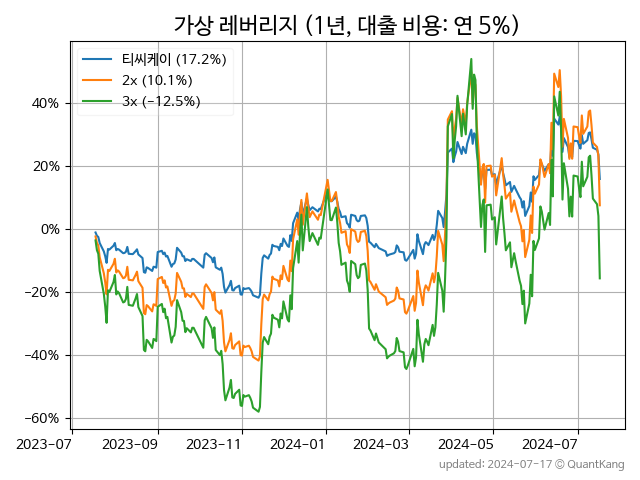 가상 레버리지 (1년, 대출 비용: 연 5%)
티씨케이 (17.2%)
2x (10.1%)
3x (−12.5%)
40%
20%
0%
−20%
−40%
−60%
2023-07 2023-09 2023-11 2024-01 2024-03 2024-05 2024-07
updated: 2024-07-17 © QuantKang